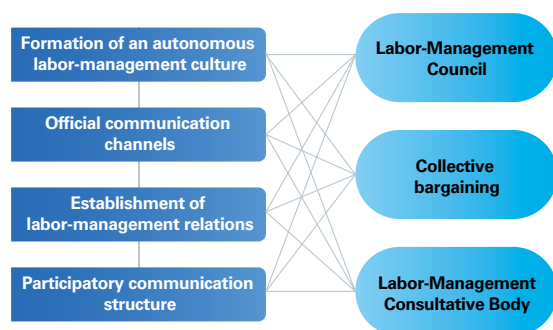 Formation of an autonomous
labor-management culture
Official communication
channels
Establishment of
labor-management relations
Participatory communication
structure
Labor-Management
Council
Collective
bargaining
Labor-Management
Consultative Body